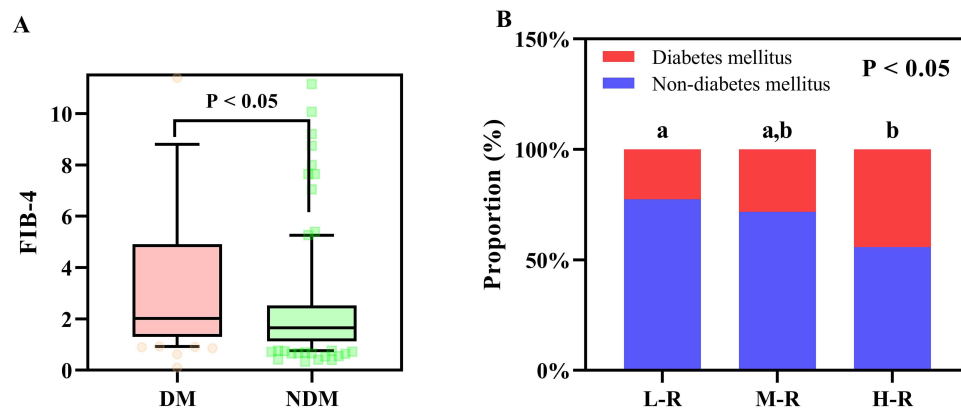 A
FIB-4
10
8
6
4
2
0
P < 0.05
DM NDM
B
Proportion (%)
150%
100%
50%
0%
Diabetes mellitus
Non-diabetes mellitus
P < 0.05
a a,b b
L-R M-R H-R